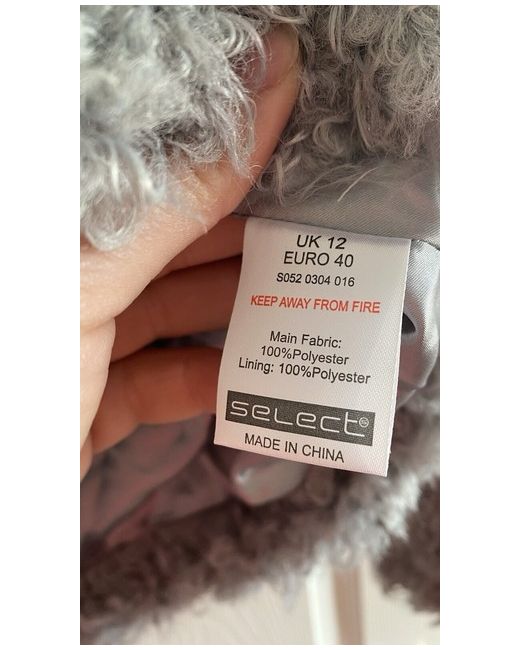 UK 12
EURO 40
S052 0304 016
KEEP AWAY FROM FIRE
Main Fabric:
100%Polyester
Lining: 100%Polyester
select®
MADE IN CHINA